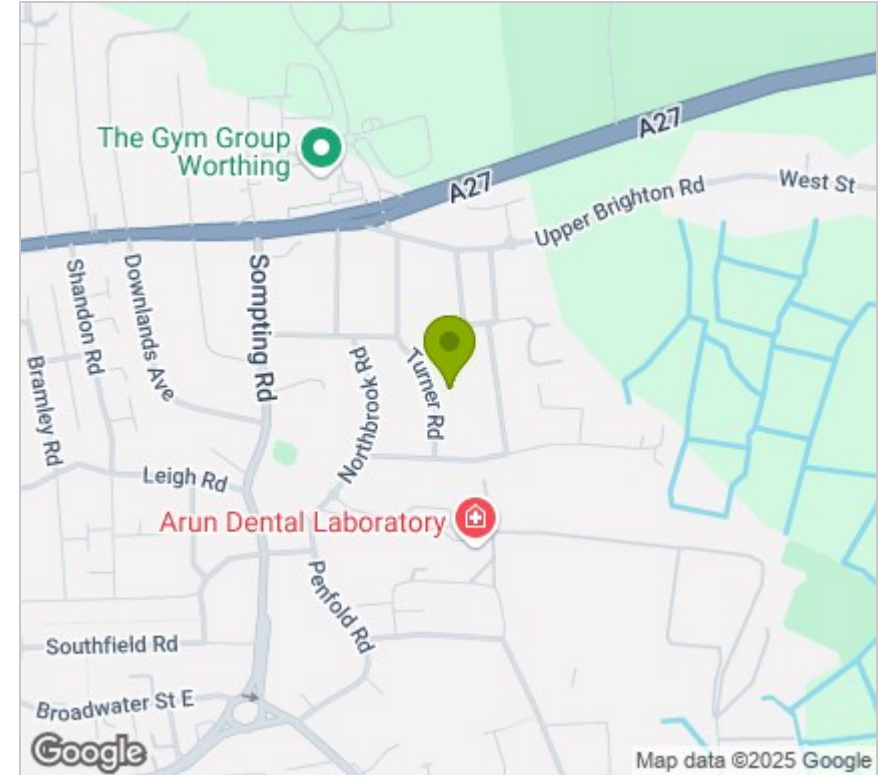 The Gym Group
Worthing
A27
A27
Upper Brighton Rd
West St
Shandon Rd
Downlands Ave
Sompting Rd
Bramley Rd
Northbrook Rd
Turner Rd
Leigh Rd
Arun Dental Laboratory
Penfold Rd
Southfield Rd
Broadwater St E
Google
Map data ©2025 Google